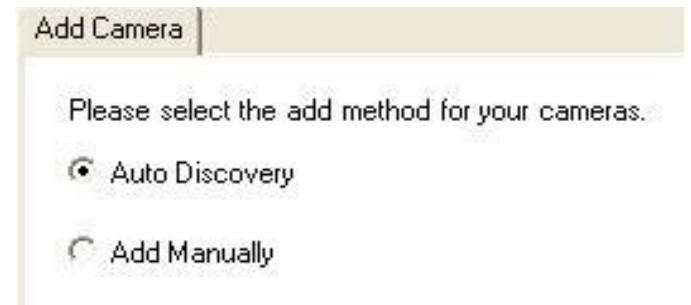 Add Camera
Please select the add method for your cameras.
Auto Discovery
Add Manually